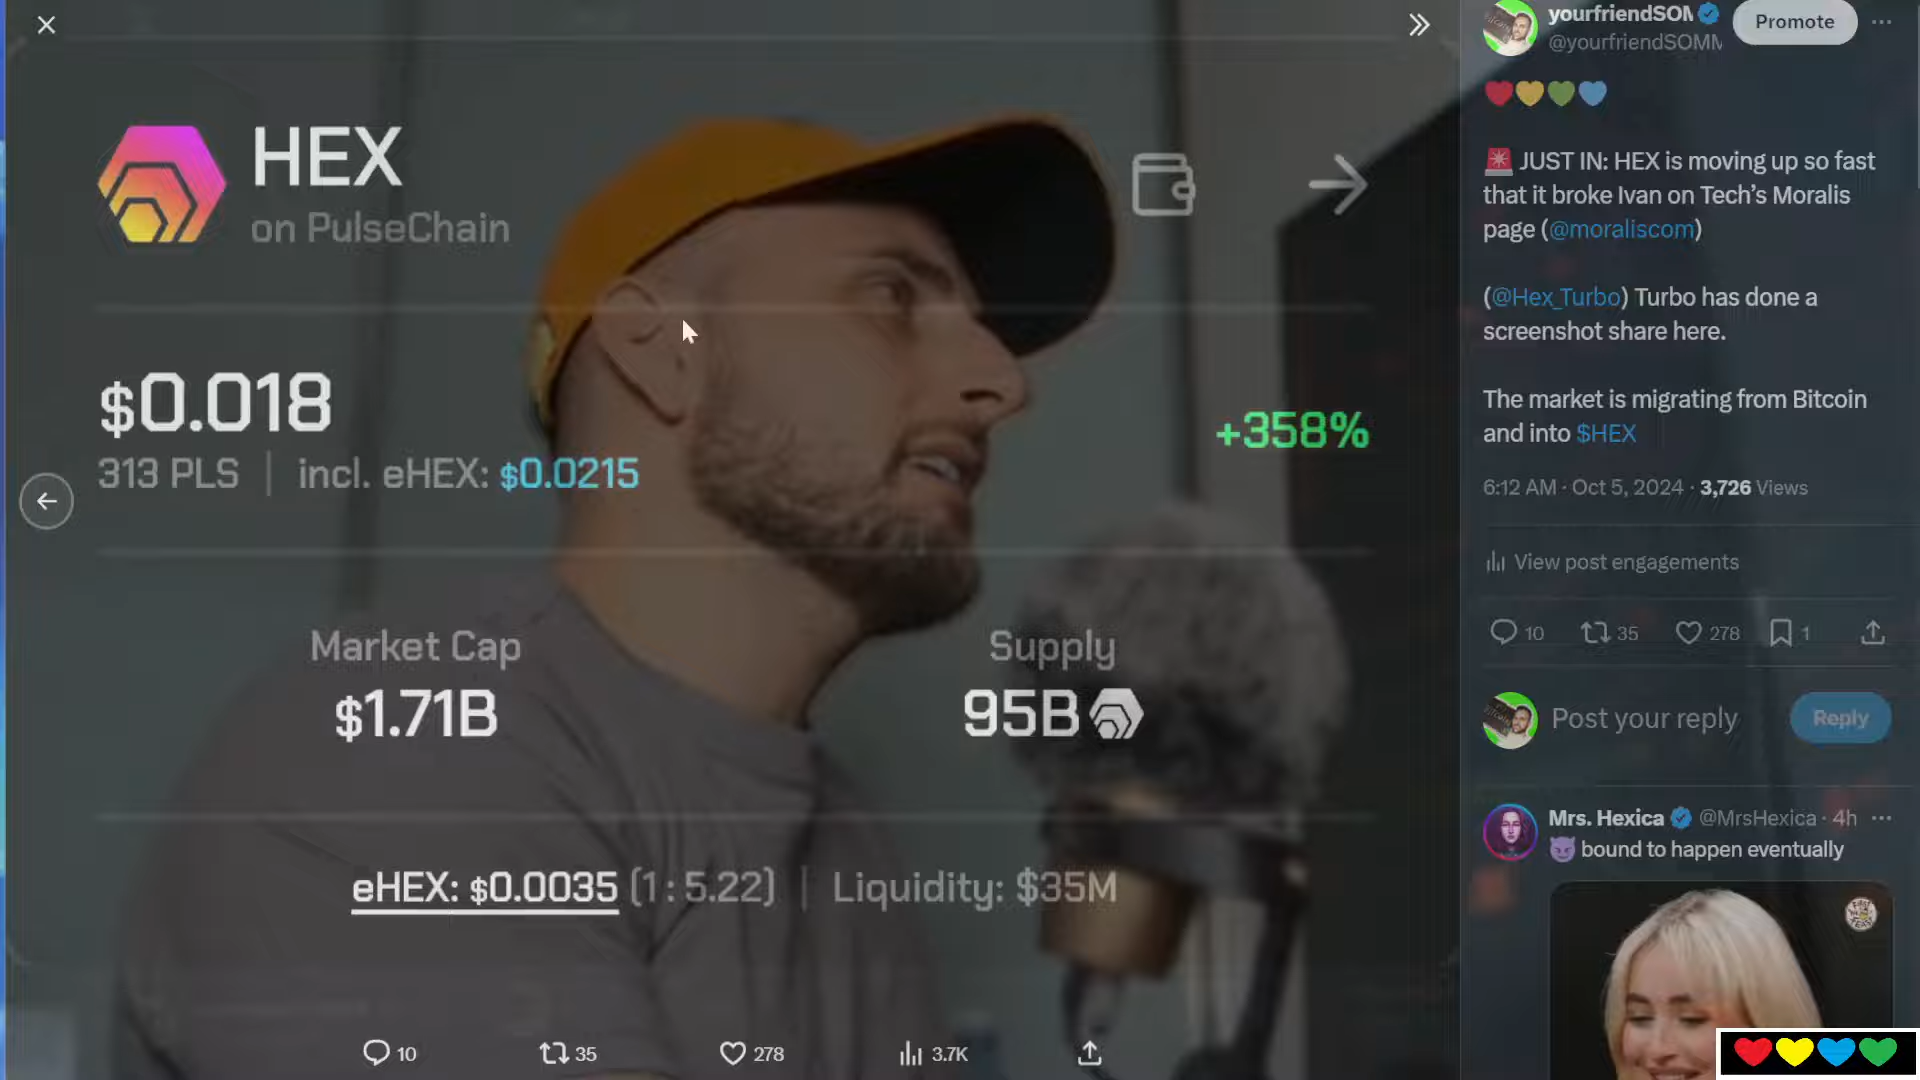 HEX
on PulseChain
$0.018
313 PLS | incl. eHEX: $0.0215
+358%
Market Cap
$1.71B
Supply
95B
eHEX: $0.0035 (1 : 5.22) | Liquidity: $35M
10 35 278 3.7K
yourfriendSOM
Promote
@yourfriendSOMM
JUST IN: HEX is moving up so fast
that it broke Ivan on Tech's Moralis
page (@moraliscom)
(@Hex_Turbo) Turbo has done a
screenshot share here.
The market is migrating from Bitcoin
and into $HEX
6:12 AM · Oct 5, 2024 · 3,726 Views
View post engagements
10 35 278 1
Post your reply
Reply
Mrs. Hexica @MrsHexica · 4h
bound to happen eventually